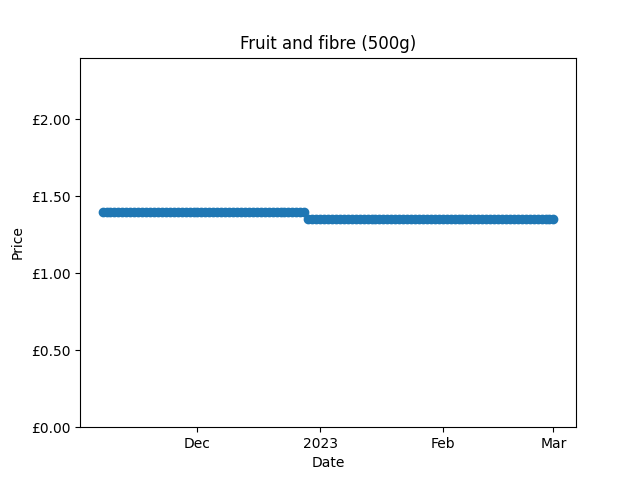 Fruit and fibre (500g)
£2.00
£1.50
£1.00
£0.50
£0.00
Price
Dec
2023
Feb
Mar
Date